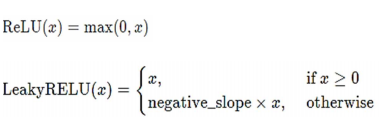 ReLU(x) = max(0, x)
LeakyRELU(x) = { x, if x ≥ 0
negative_slope × x, otherwise